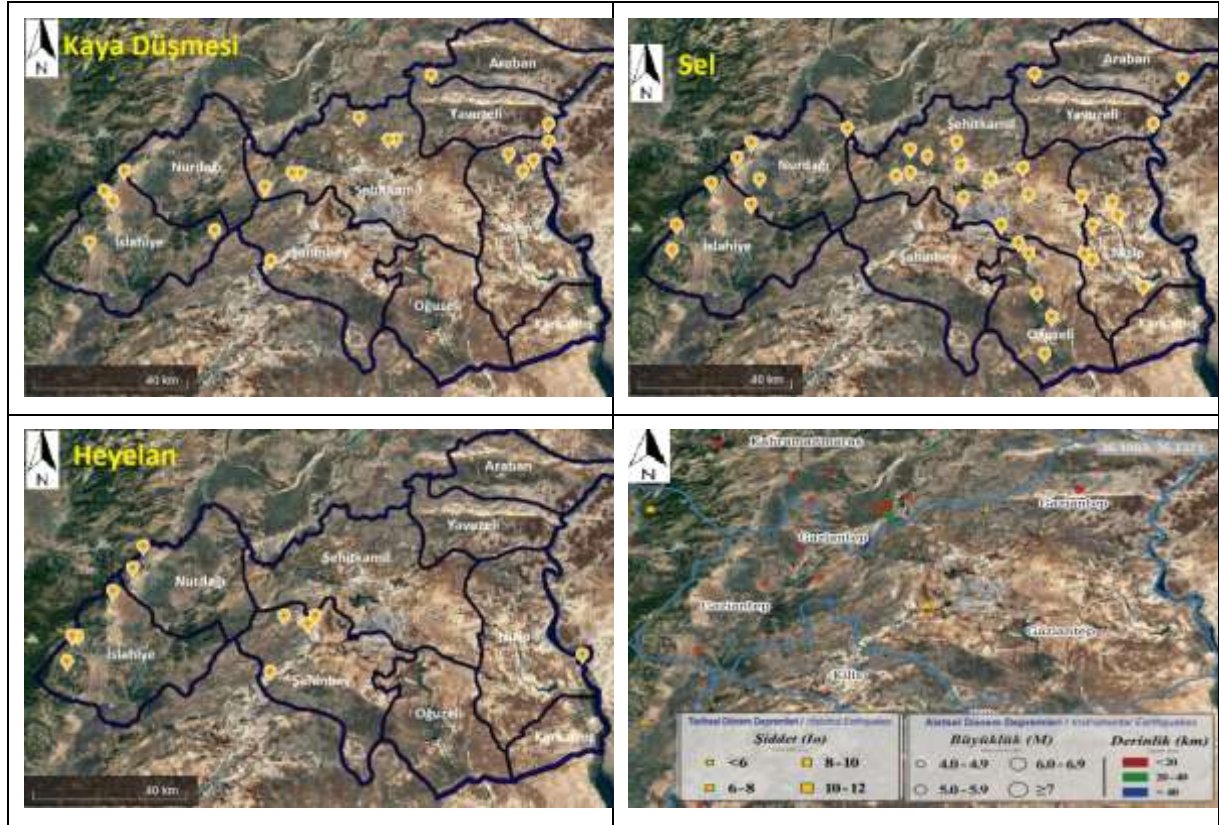 Kaya Düşmesi
N
Araban
Yavuzeli
Nurdağı
Şehitkamil
İslahiye
Şahinbey
Oğuzeli
40 km
Sel
N
Araban
Yavuzeli
Şehitkamil
Nurdağı
İslahiye
Şahinbey
Nizip
Oğuzeli
40 km
Heyelan
N
Araban
Yavuzeli
Şehitkamil
Nurdağı
Nizip
İslahiye
Şahinbey
Oğuzeli
Karkamış
40 km
N
Kahramanmaraş
Gaziantep
Gaziantep
Gaziantep
Gaziantep
Kilis
Tarihsel Dönem Depremleri / Historical Earthquakes
Şiddet (Io)
<6
8-10
6-8
10-12
Aletsel Dönem Depremleri / Instrumental Earthquakes
Büyüklük (M)
Derinlik (km)
4.0-4.9
6.0-6.9
5.0-5.9
≥7
<20
20-40